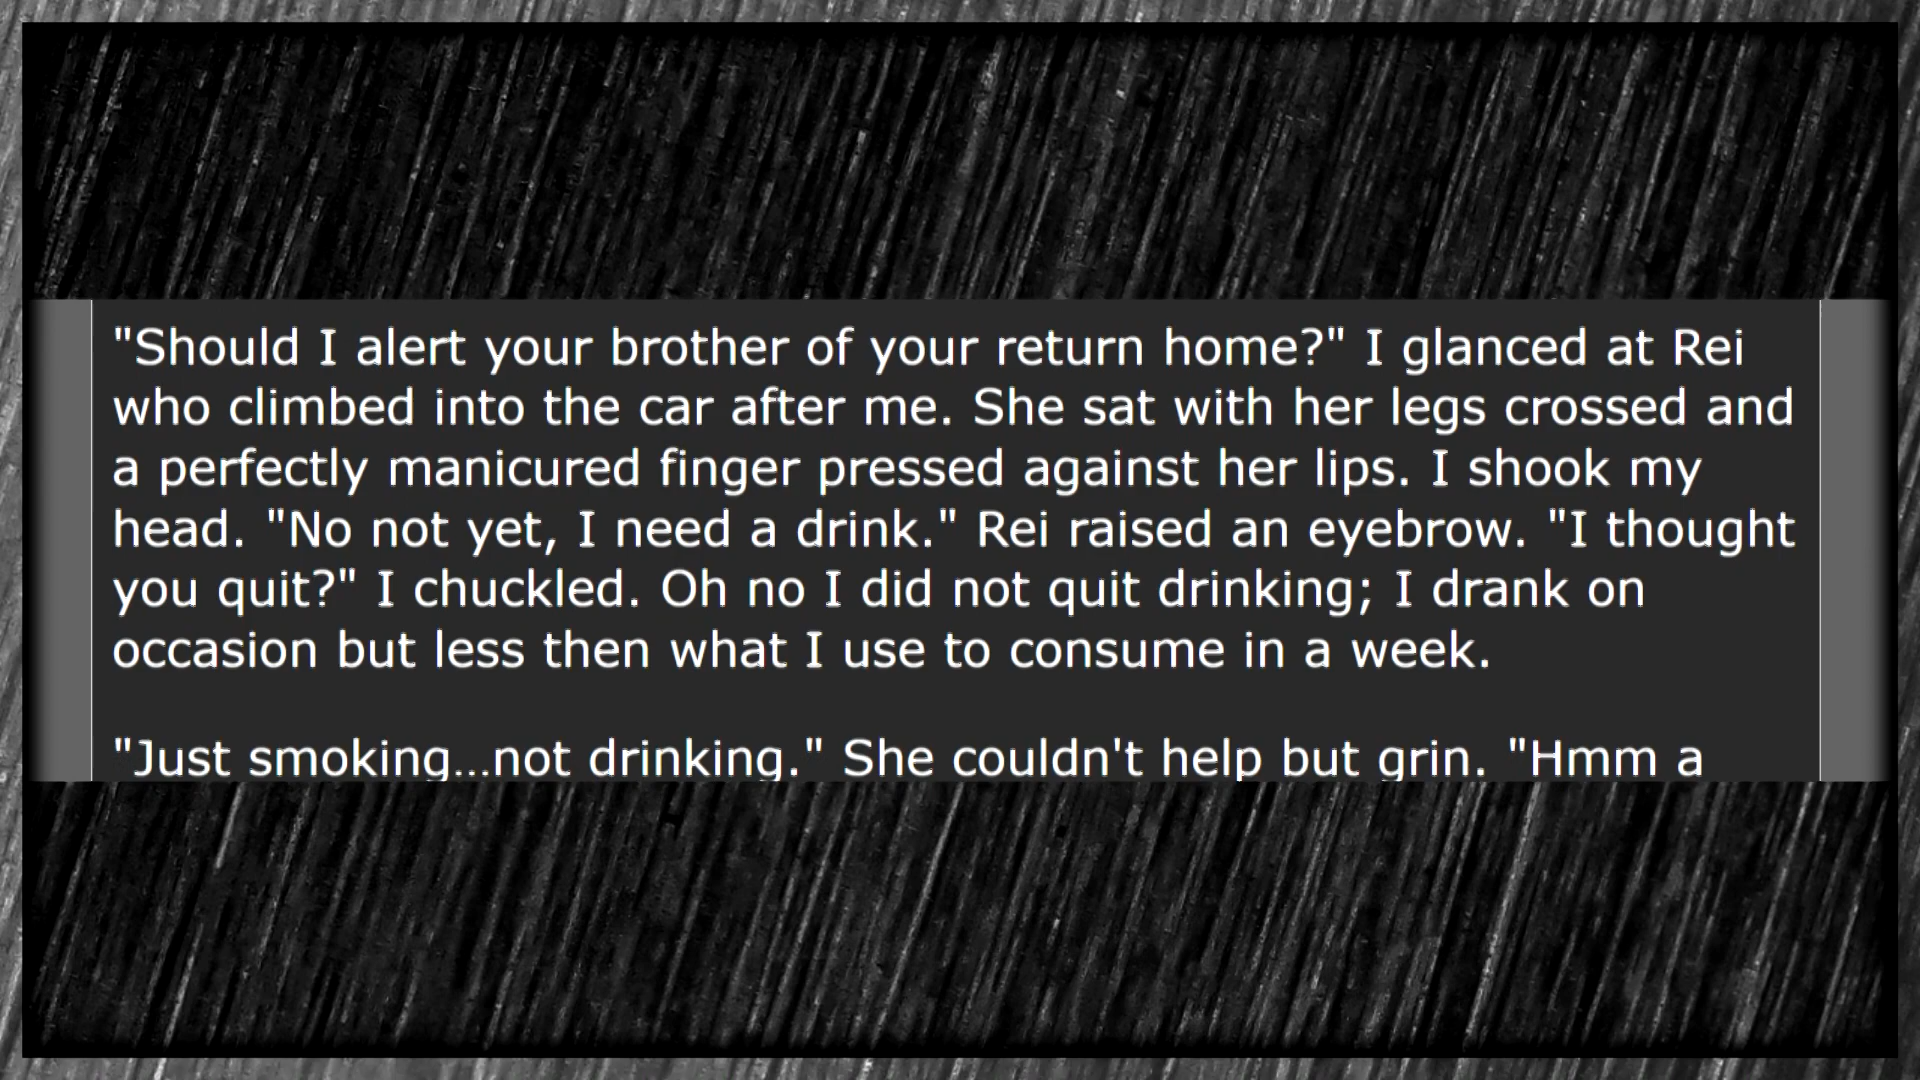 "Should I alert your brother of your return home?" I glanced at Rei
who climbed into the car after me. She sat with her legs crossed and
a perfectly manicured finger pressed against her lips. I shook my
head. "No not yet, I need a drink." Rei raised an eyebrow. "I thought
you quit?" I chuckled. Oh no I did not quit drinking; I drank on
occasion but less then what I use to consume in a week.
"Just smoking...not drinking." She couldn't help but grin. "Hmm a